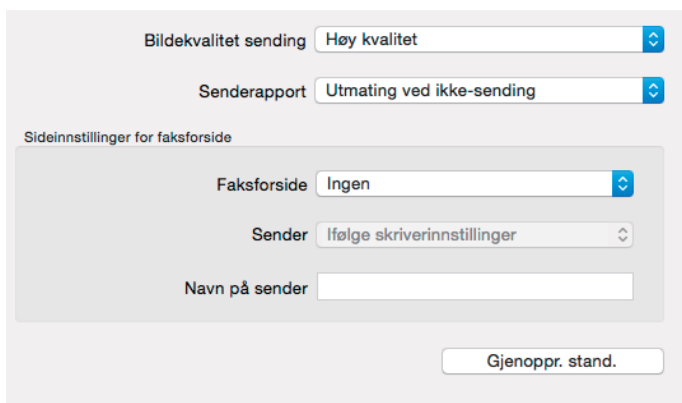 Bildekvalitet sending Høy kvalitet
Senderapport Utmating ved ikke-sending
Sideinnstillinger for faksforside
Faksforside Ingen
Sender Ifølge skriverinnstillinger
Navn på sender
Gjenoppr. stand.